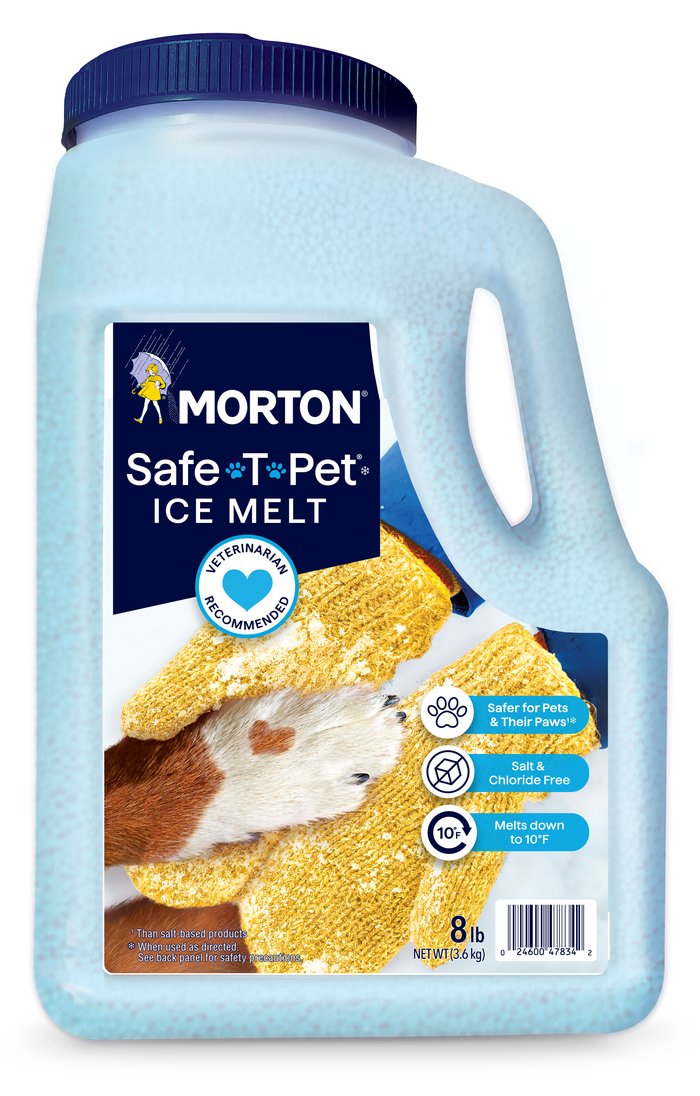 MORTON®
Safe T Pet®*
ICE MELT
VETERINARIAN
RECOMMENDED
Safer for Pets
& Their Paws¹*
Salt &
Chloride Free
10°F
Melts down
to 10°F
¹ Than salt-based products
* When used as directed.
See back panel for safety precautions.
8 lb
NET WT (3.6 kg)
0 24600 47834 2